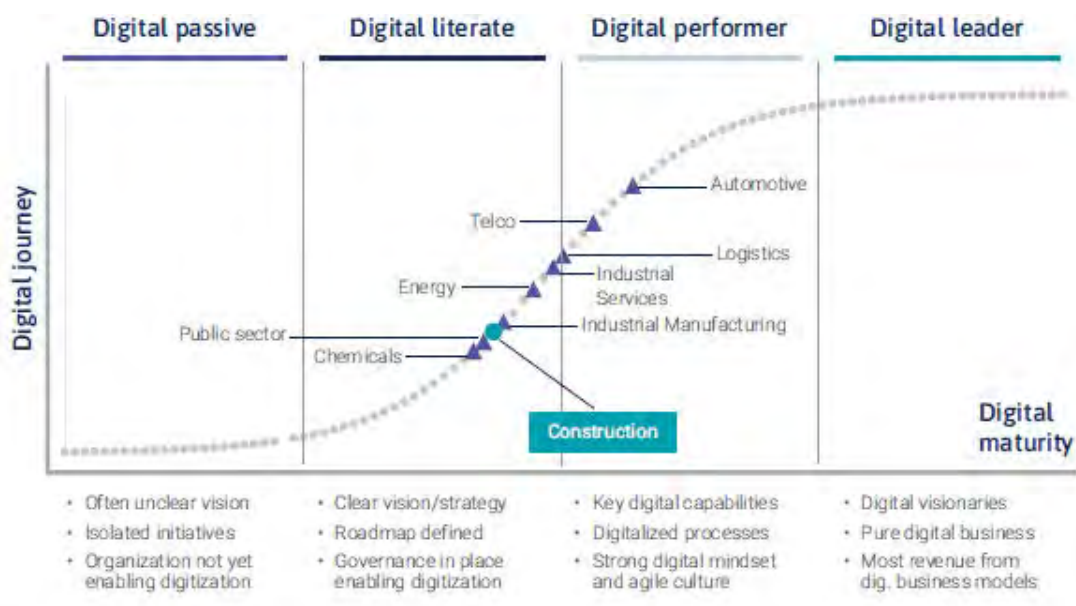 Digital passive
Digital literate
Digital performer
Digital leader
Digital journey
Automotive
Telco
Logistics
Industrial
Services
Energy
Industrial Manufacturing
Public sector
Chemicals
Construction
Digital
maturity
• Often unclear vision
• Isolated initiatives
• Organization not yet
enabling digitization
• Clear vision/strategy
• Roadmap defined
• Governance in place
enabling digitization
• Key digital capabilities
• Digitalized processes
• Strong digital mindset
and agile culture
• Digital visionaries
• Pure digital business
• Most revenue from
dig. business models